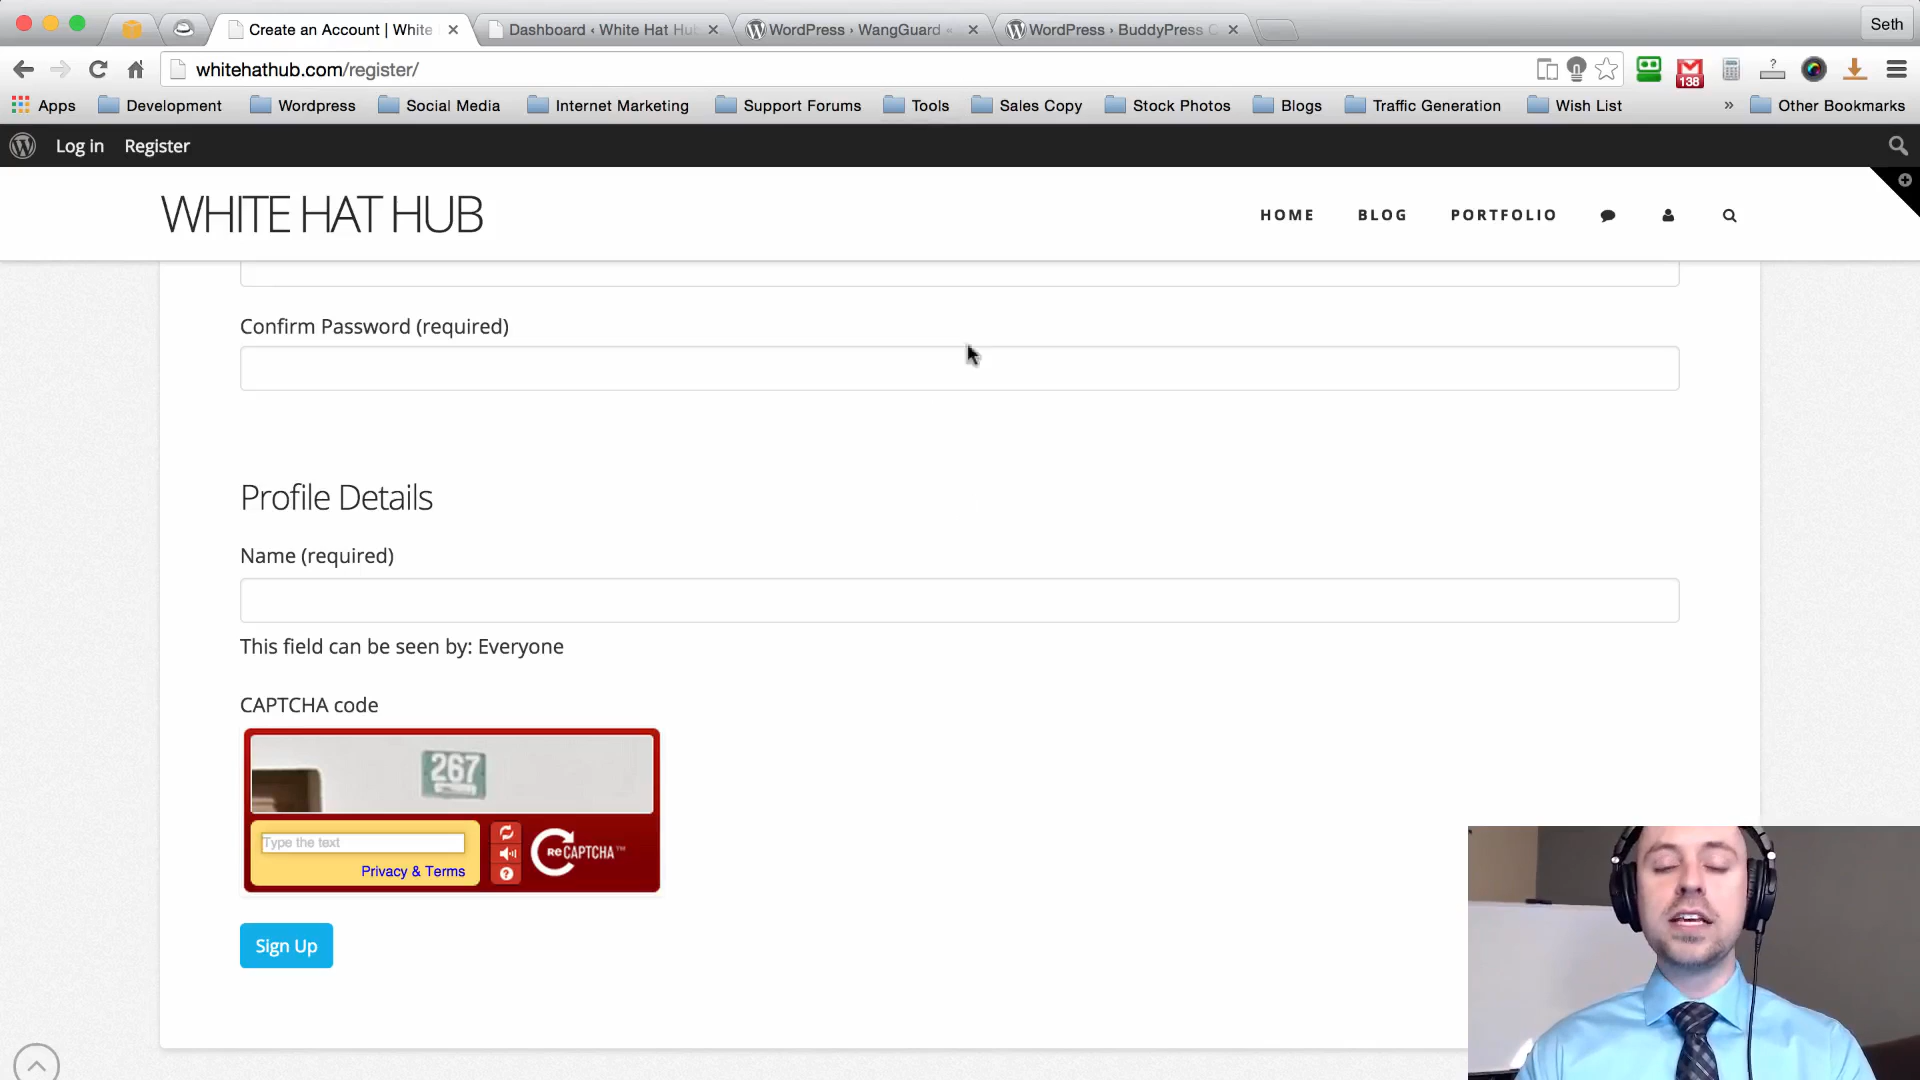 Create an Account | White
Dashboard ‹ White Hat Hub
WordPress › WangGuard «
WordPress › BuddyPress C
Seth
whitehathub.com/register/
138
Apps
Development
Wordpress
Social Media
Internet Marketing
Support Forums
Tools
Sales Copy
Stock Photos
Blogs
Traffic Generation
Wish List
»
Other Bookmarks
Log in
Register
WHITE HAT HUB
HOME
BLOG
PORTFOLIO
Confirm Password (required)
Profile Details
Name (required)
This field can be seen by: Everyone
CAPTCHA code
267
Type the text
Privacy & Terms
reCAPTCHA™
Sign Up